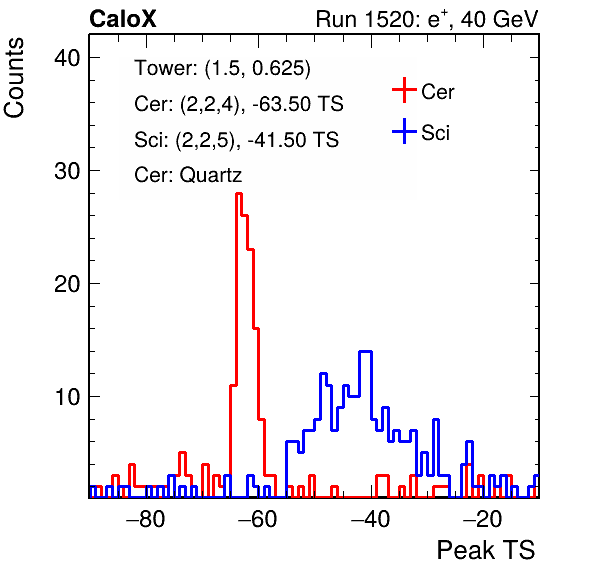 CaloX Run 1520: e⁺, 40 GeV
Counts
Tower: (1.5, 0.625)
Cer: (2,2,4), -63.50 TS
Sci: (2,2,5), -41.50 TS
Cer: Quartz
Cer
Sci
40
30
20
10
−80 −60 −40 −20
Peak TS